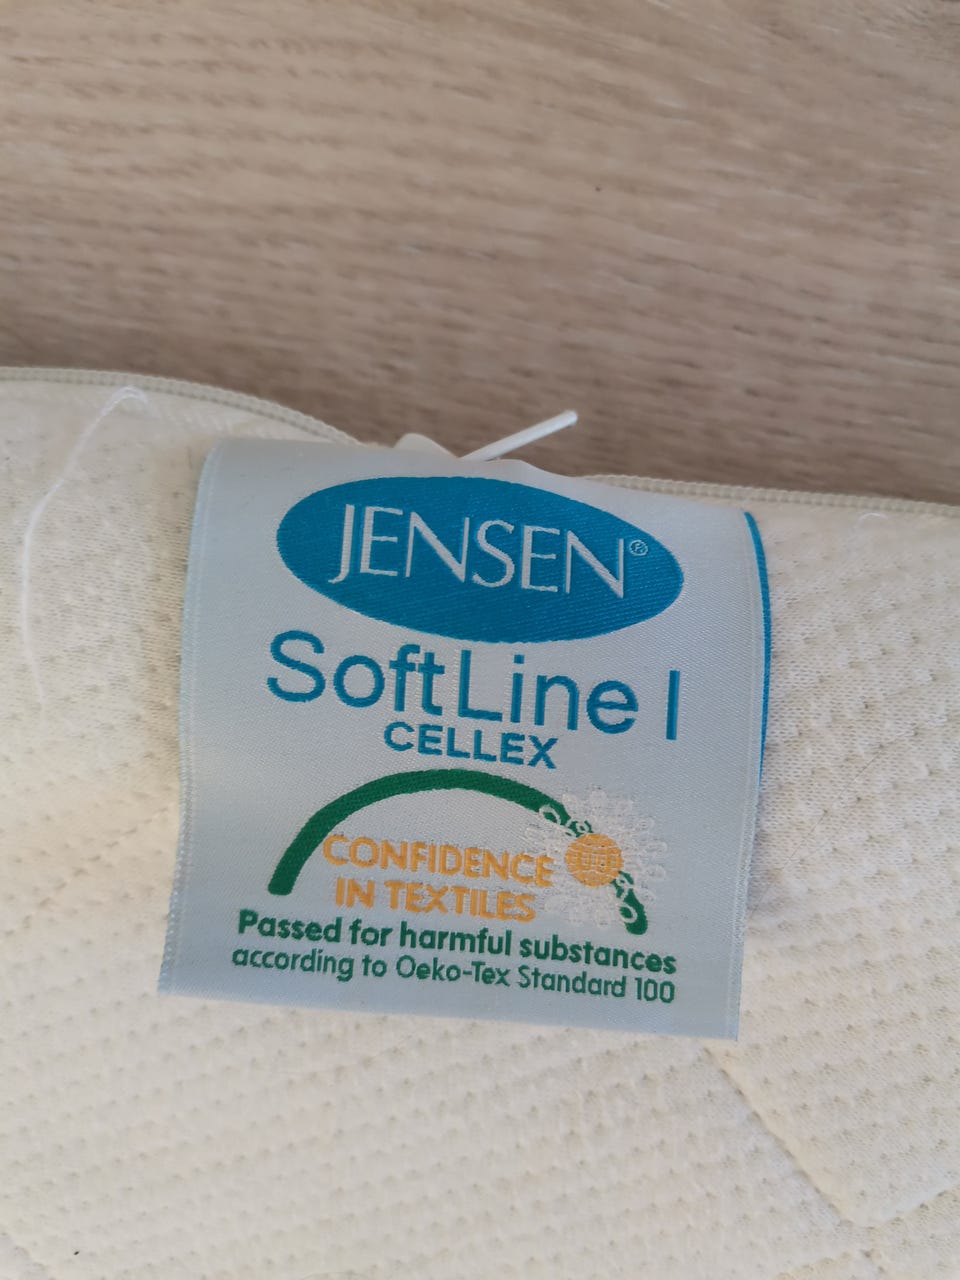 JENSEN®
SoftLine I
CELLEX
CONFIDENCE
IN TEXTILES
Passed for harmful substances
according to Oeko-Tex Standard 100